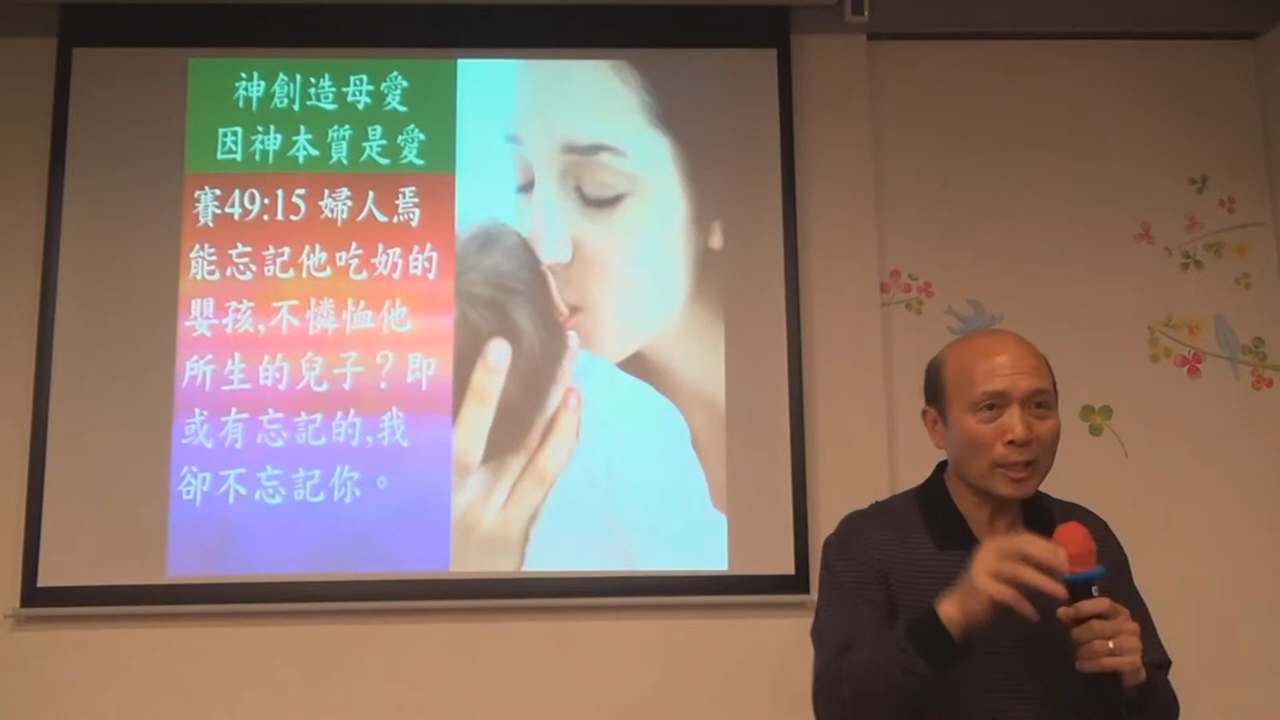 神創造母愛
因神本質是愛
賽49:15 婦人焉
能忘記他吃奶的
嬰孩,不憐恤他
所生的兒子？即
或有忘記的,我
卻不忘記你。